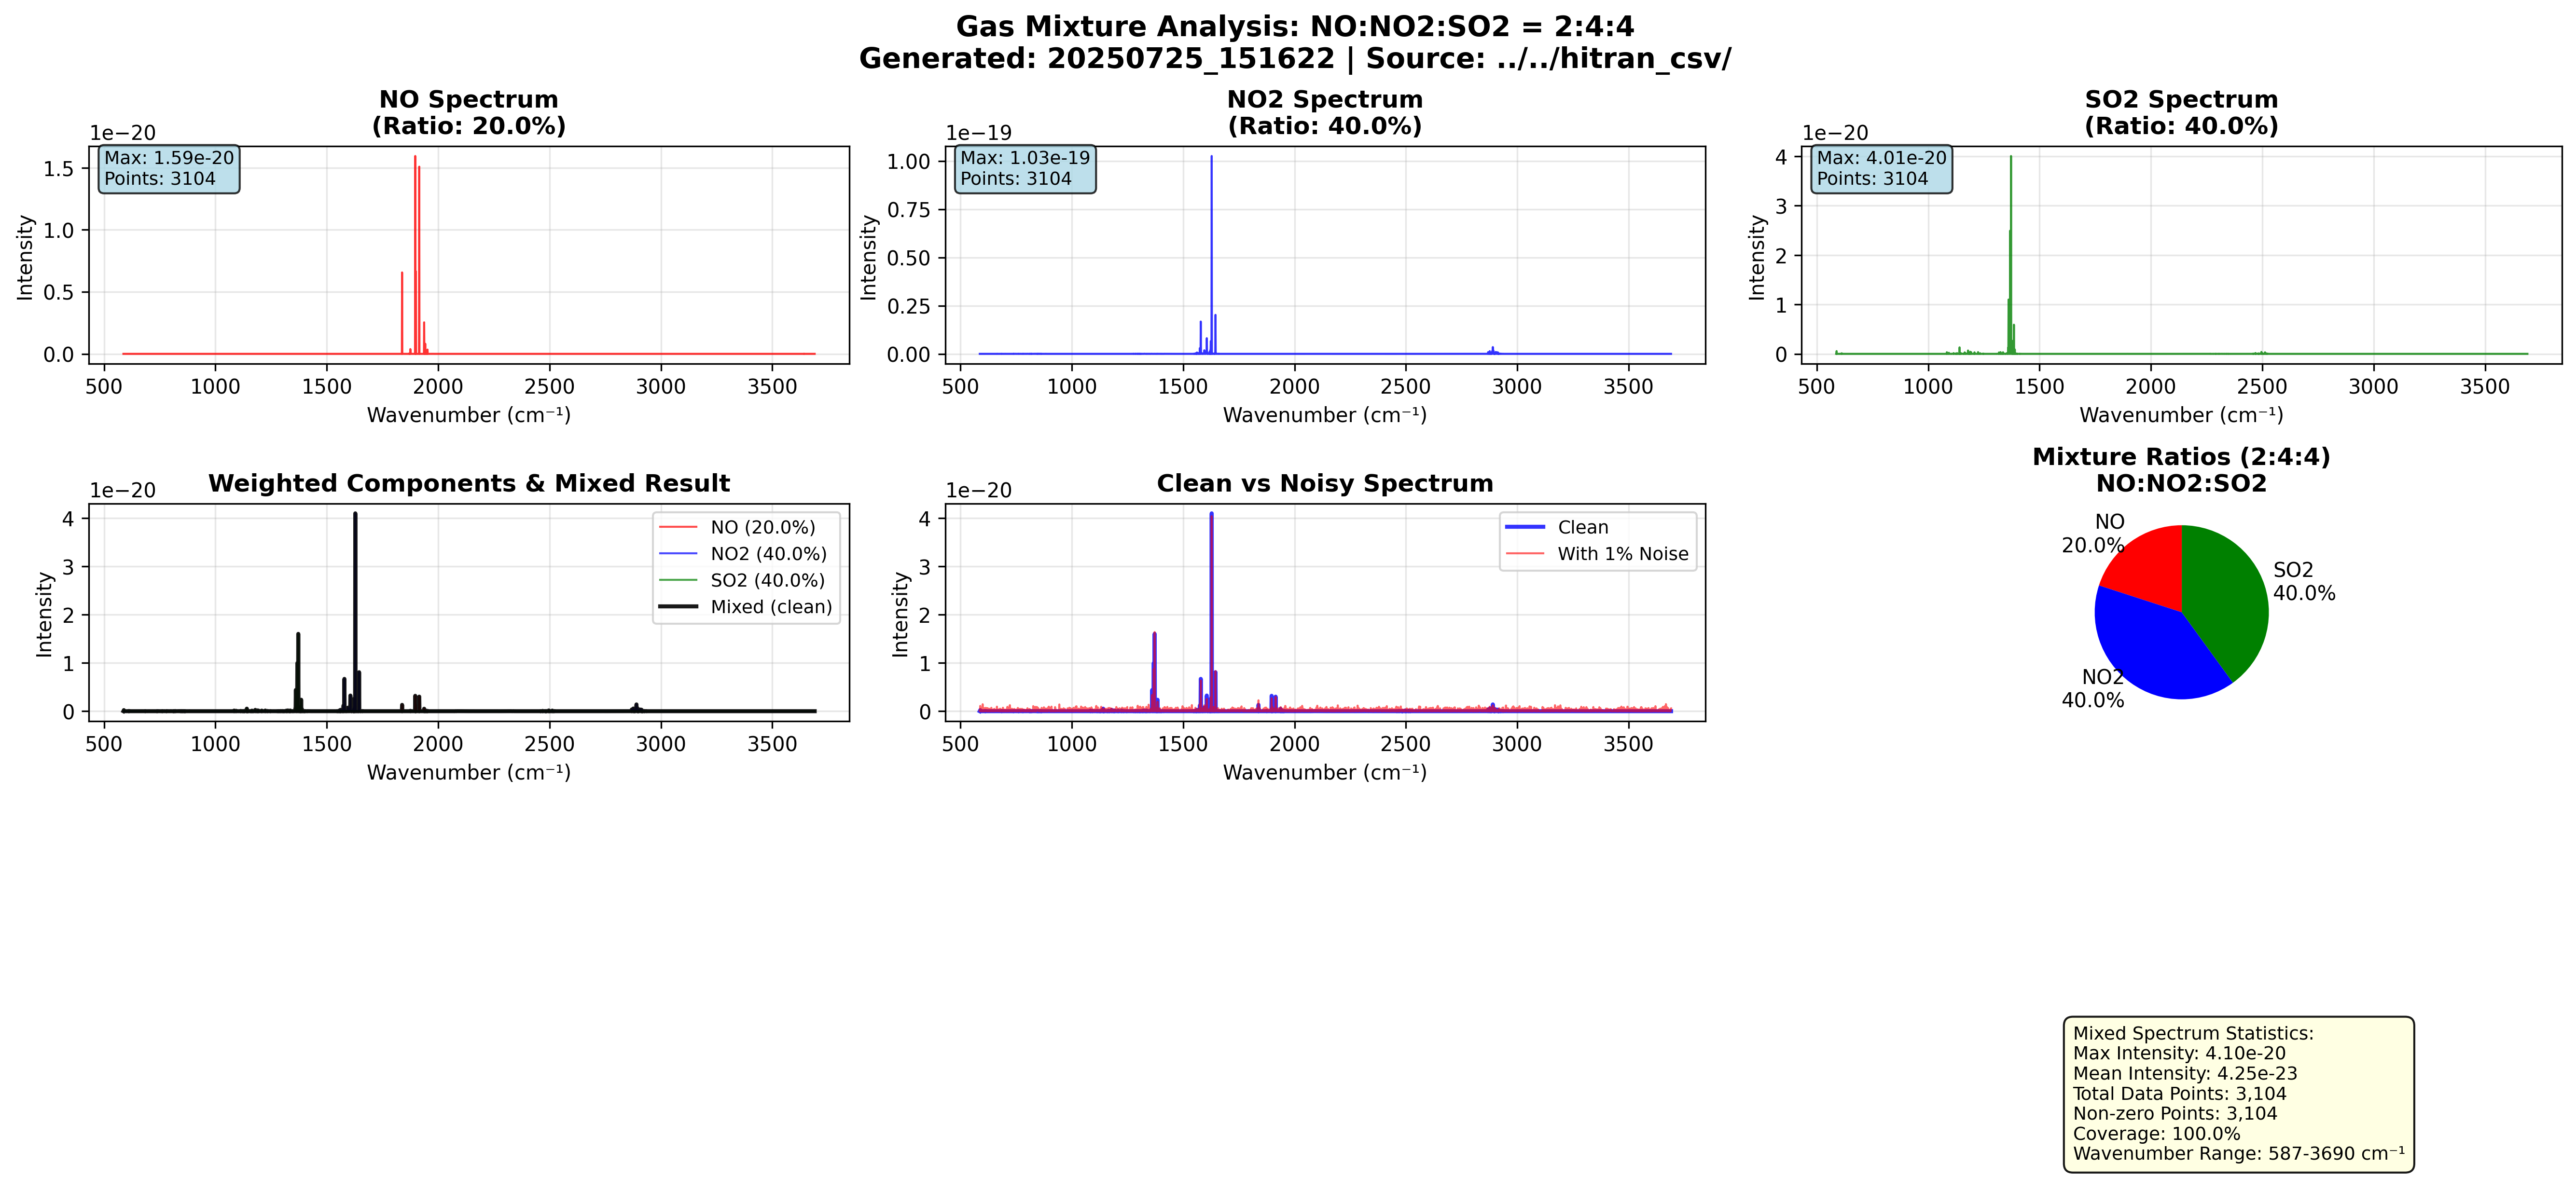 Gas Mixture Analysis: NO:NO2:SO2 = 2:4:4
Generated: 20250725_151622 | Source: ../../hitran_csv/
NO Spectrum
(Ratio: 20.0%)
1e−20
Max: 1.59e-20
Points: 3104
1.5
1.0
0.5
0.0
Intensity
500 1000 1500 2000 2500 3000 3500
Wavenumber (cm⁻¹)
NO2 Spectrum
(Ratio: 40.0%)
1e−19
Max: 1.03e-19
Points: 3104
1.00
0.75
0.50
0.25
0.00
Intensity
500 1000 1500 2000 2500 3000 3500
Wavenumber (cm⁻¹)
SO2 Spectrum
(Ratio: 40.0%)
1e−20
Max: 4.01e-20
Points: 3104
4
3
2
1
0
Intensity
500 1000 1500 2000 2500 3000 3500
Wavenumber (cm⁻¹)
Weighted Components & Mixed Result
1e−20
NO (20.0%)
NO2 (40.0%)
SO2 (40.0%)
Mixed (clean)
4
3
2
1
0
Intensity
500 1000 1500 2000 2500 3000 3500
Wavenumber (cm⁻¹)
Clean vs Noisy Spectrum
1e−20
Clean
With 1% Noise
4
3
2
1
0
Intensity
500 1000 1500 2000 2500 3000 3500
Wavenumber (cm⁻¹)
Mixture Ratios (2:4:4)
NO:NO2:SO2
NO
20.0%
SO2
40.0%
NO2
40.0%
Mixed Spectrum Statistics:
Max Intensity: 4.10e-20
Mean Intensity: 4.25e-23
Total Data Points: 3,104
Non-zero Points: 3,104
Coverage: 100.0%
Wavenumber Range: 587-3690 cm⁻¹